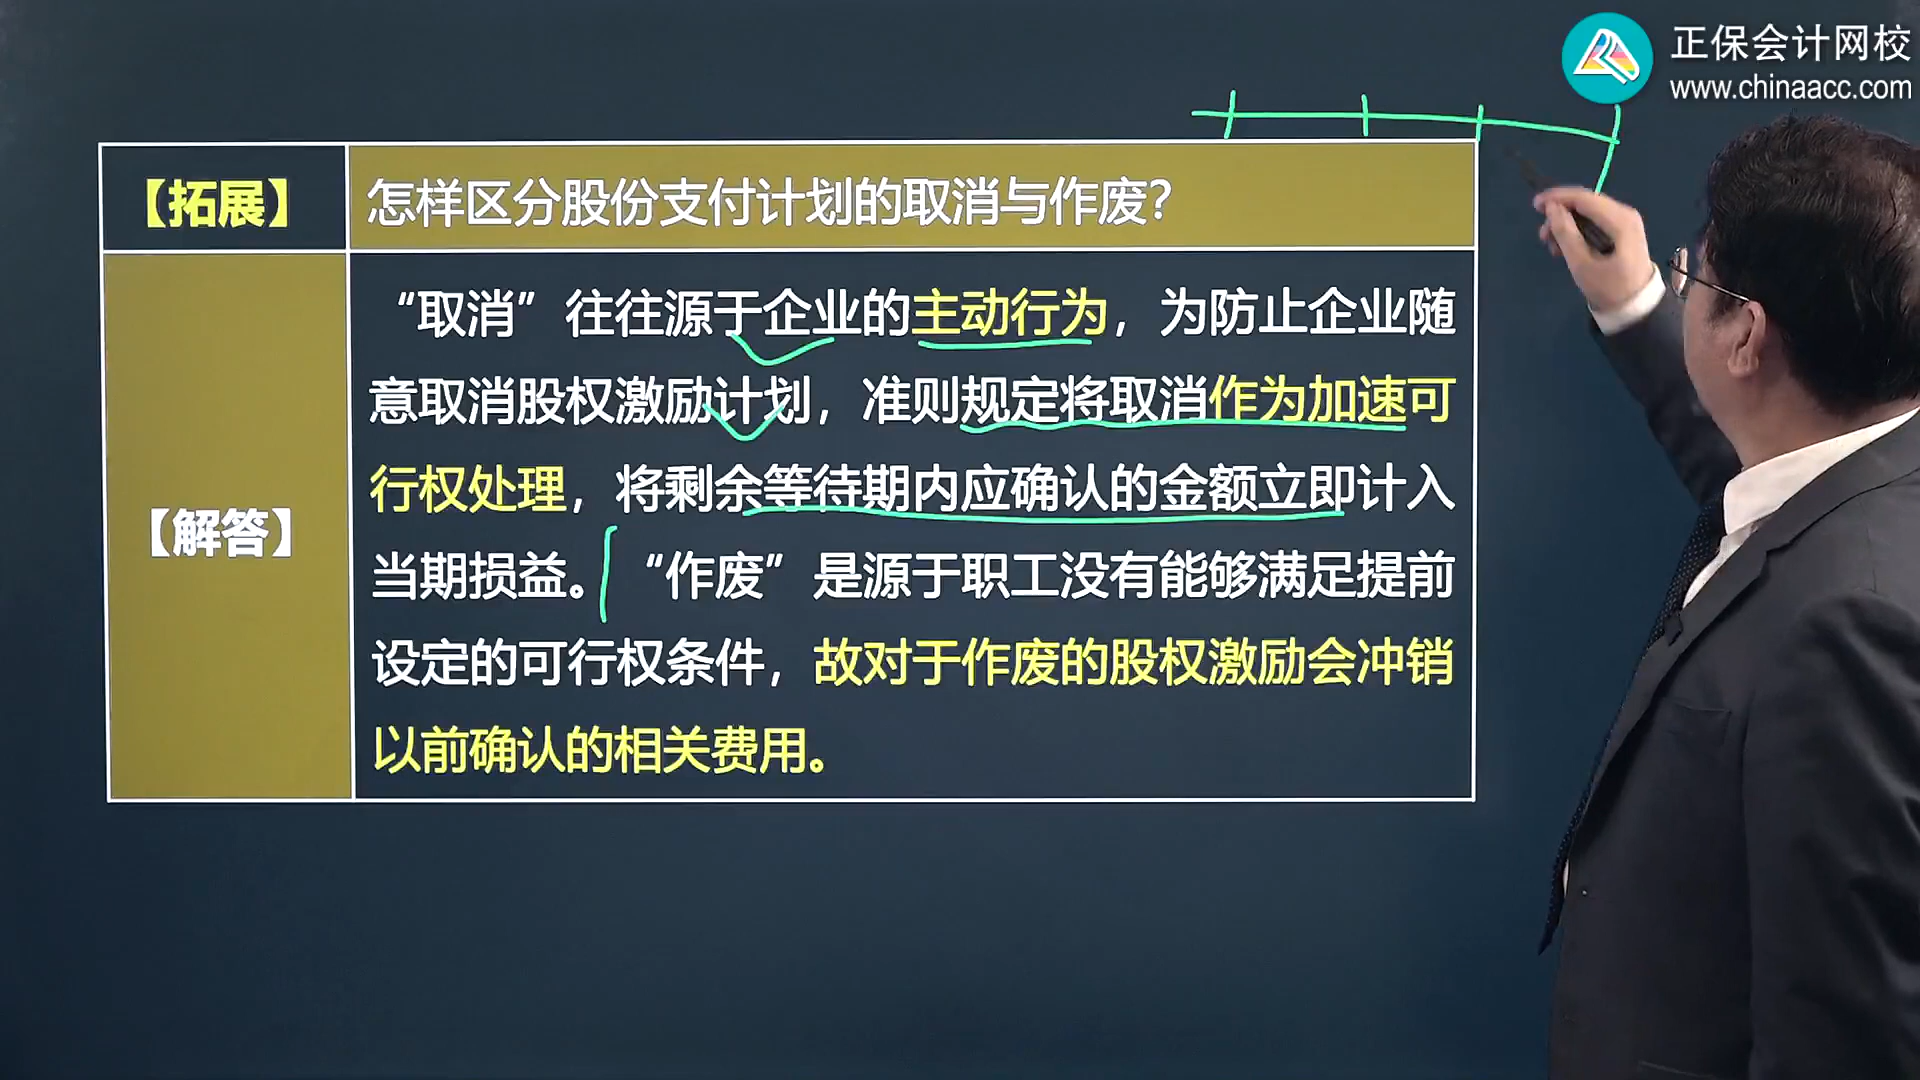 正保会计网校
www.chinaacc.com
【拓展】
怎样区分股份支付计划的取消与作废？
【解答】
“取消”往往源于企业的主动行为，为防止企业随
意取消股权激励计划，准则规定将取消作为加速可
行权处理，将剩余等待期内应确认的金额立即计入
当期损益。“作废”是源于职工没有能够满足提前
设定的可行权条件，故对于作废的股权激励会冲销
以前确认的相关费用。